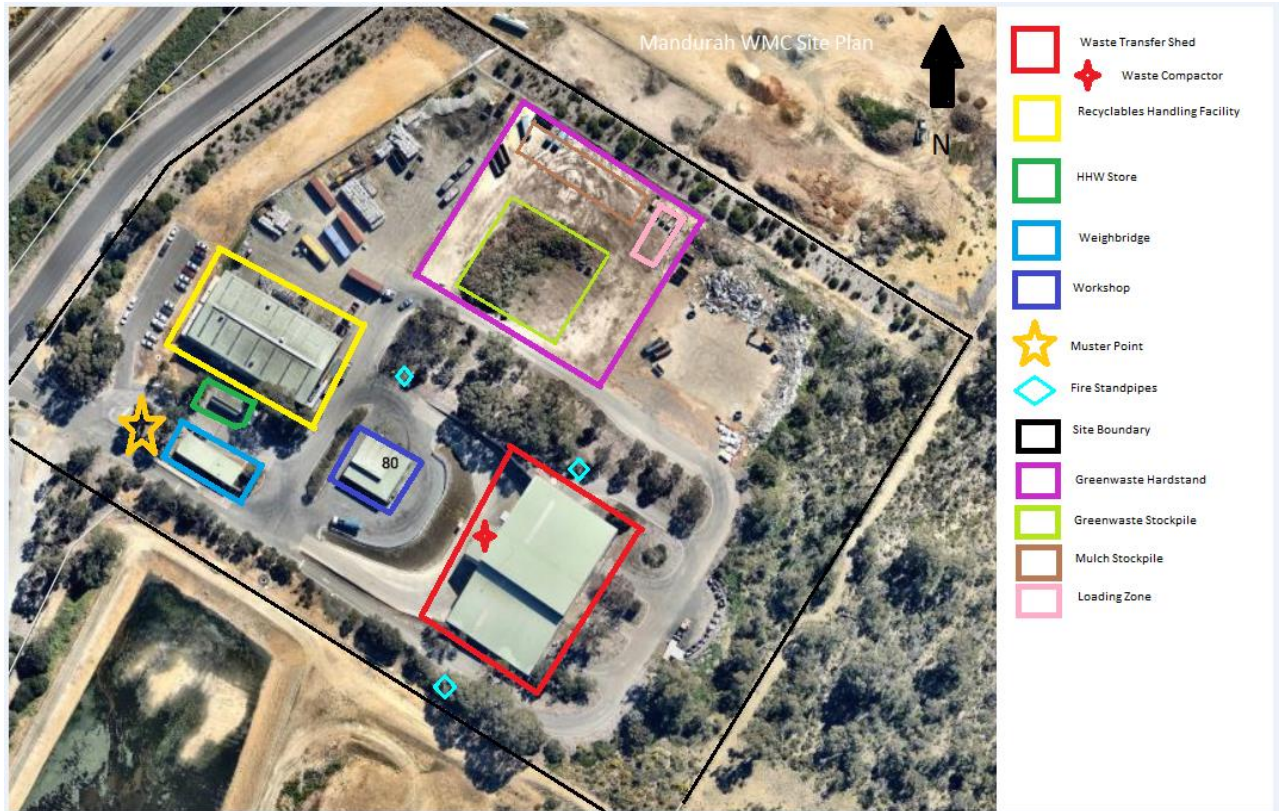 Mandurah WMC Site Plan
N
80
Waste Transfer Shed
Waste Compactor
Recyclables Handling Facility
HHW Store
Weighbridge
Workshop
Muster Point
Fire Standpipes
Site Boundary
Greenwaste Hardstand
Greenwaste Stockpile
Mulch Stockpile
Loading Zone